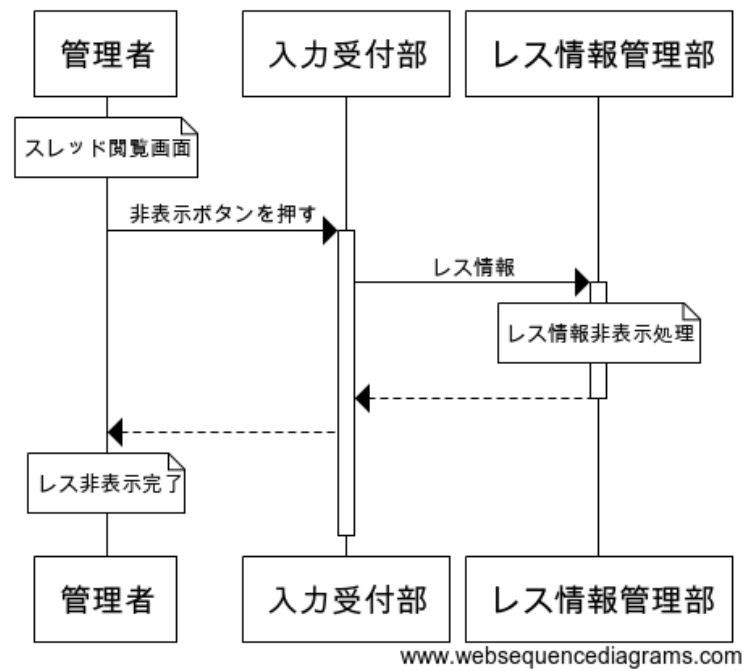 管理者
入力受付部
レス情報管理部
スレッド閲覧画面
非表示ボタンを押す
レス情報
レス情報非表示処理
レス非表示完了
管理者
入力受付部
レス情報管理部
www.websequencediagrams.com